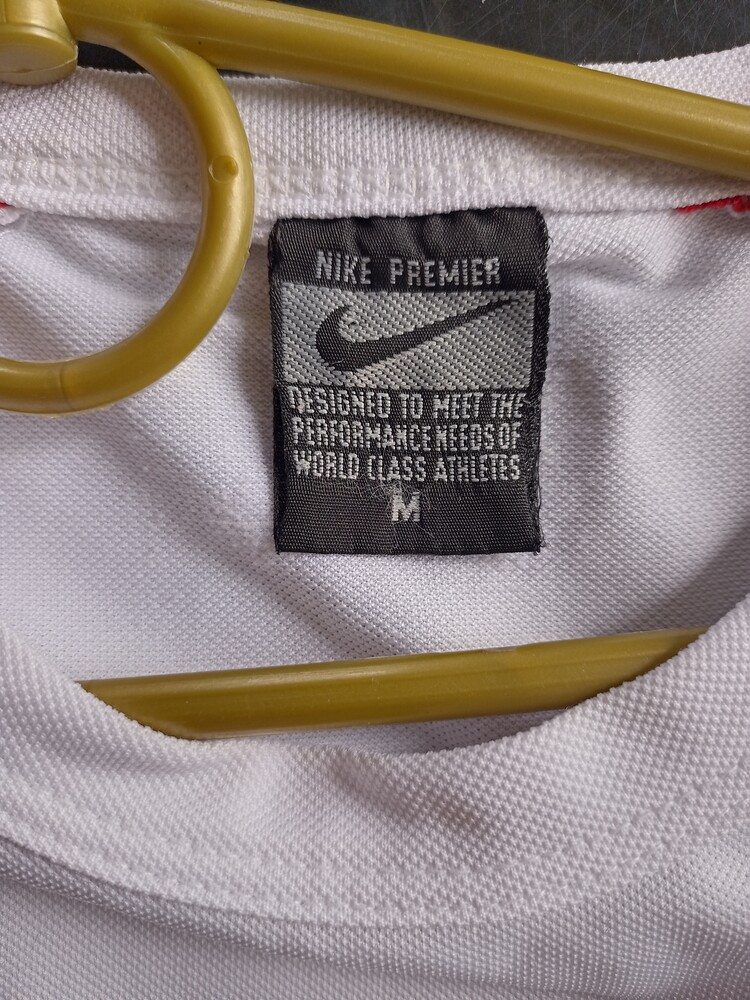 NIKE PREMIER
DESIGNED TO MEET THE
PERFORMANCE NEEDS OF
WORLD CLASS ATHLETES
M